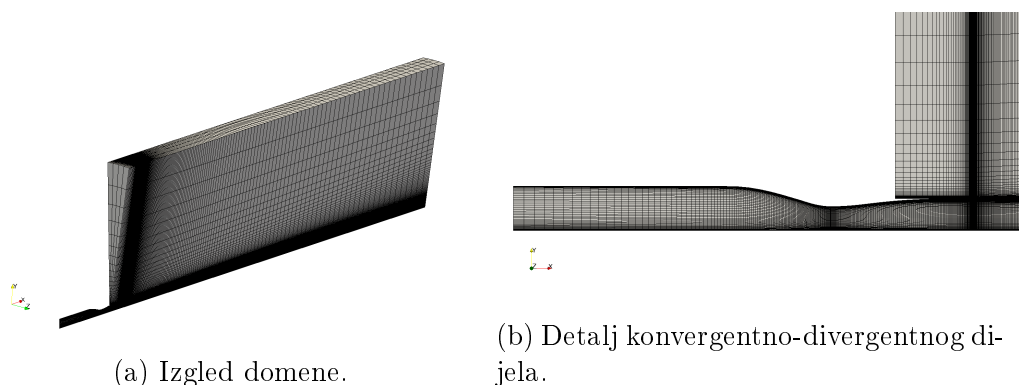 (a) Izgled domene.
(b) Detalj konvergentno-divergentnog di-
jela.